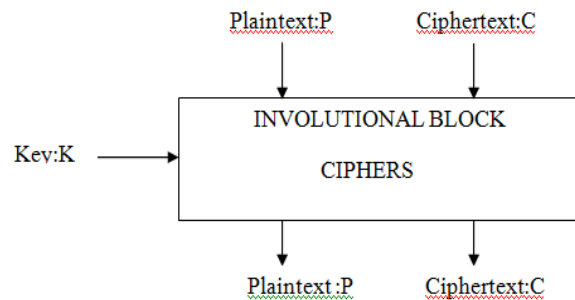 Plaintext:P Ciphertext:C
INVOLUTIONAL BLOCK
Key:K
CIPHERS
Plaintext :P Ciphertext:C